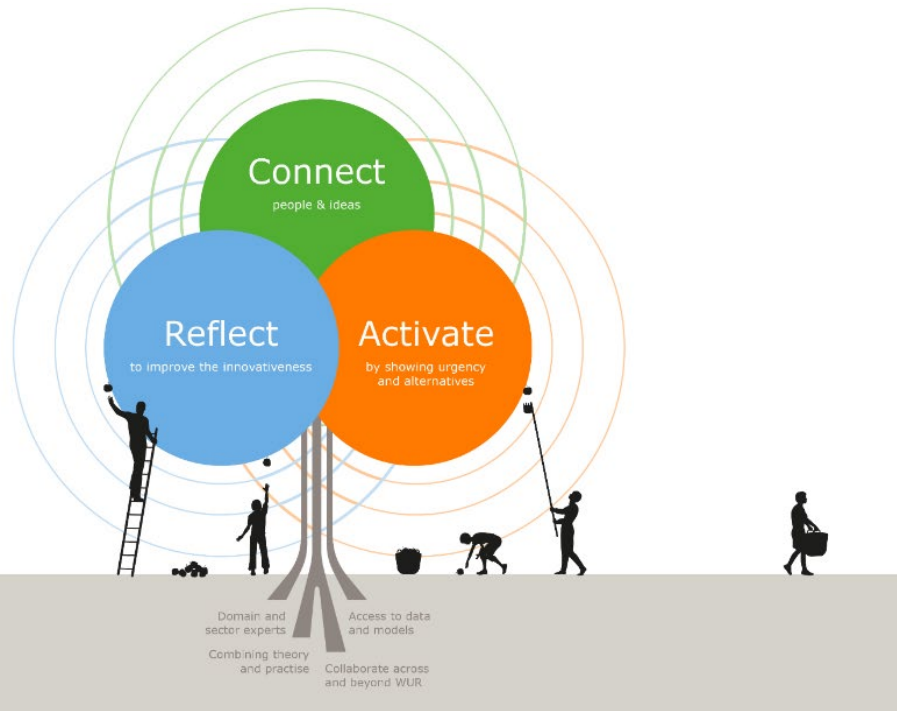 Connect
people & ideas
Reflect
to improve the innovativeness
Activate
by showing urgency
and alternatives
Domain and
sector experts
Access to data
and models
Combining theory
and practise
Collaborate across
and beyond WUR